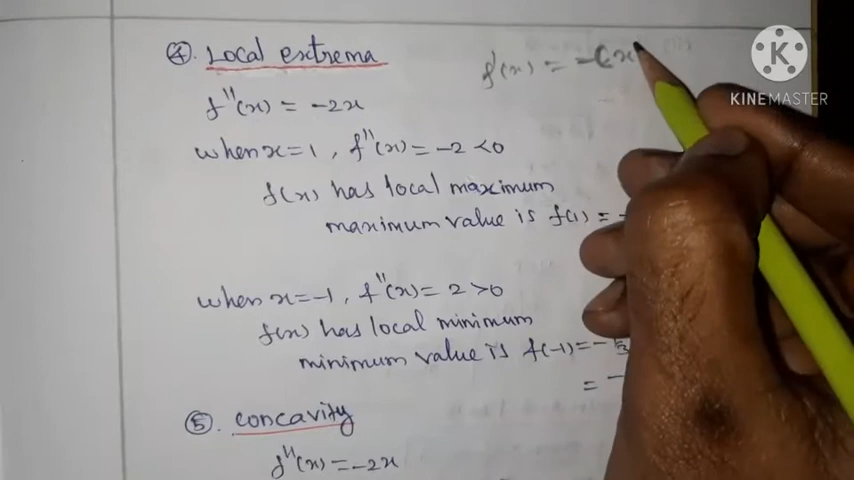 ④. Local extrema
f'(x) = -(x
f''(x) = -2x
when x=1, f''(x) = -2 <0
f(x) has local maximum
maximum value is f(1) = -
when x=-1, f''(x) = 2 >0
f(x) has local minimum
minimum value is f(-1) = -
= -
⑤. concavity
f''(x) = -2x
KINEMASTER